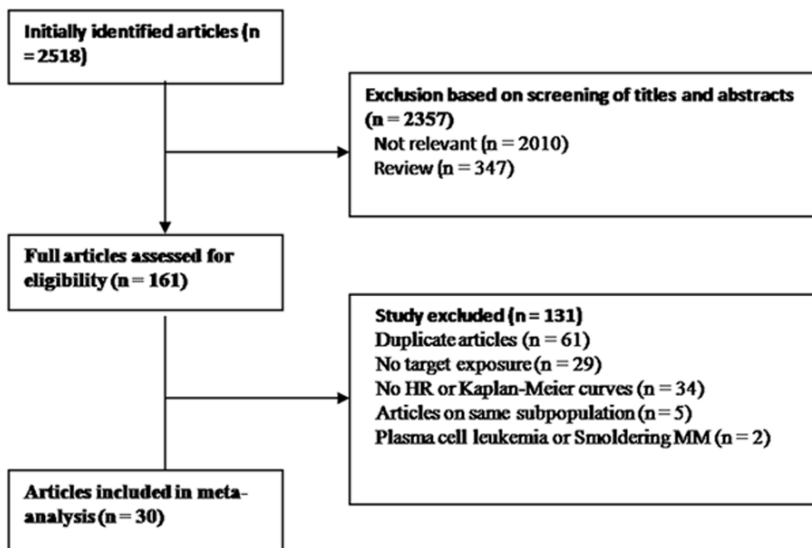 Initially identified articles (n
= 2518)
Exclusion based on screening of titles and abstracts
(n = 2357)
Not relevant (n = 2010)
Review (n = 347)
Full articles assessed for
eligibility (n = 161)
Study excluded (n = 131)
Duplicate articles (n = 61)
No target exposure (n = 29)
No HR or Kaplan-Meier curves (n = 34)
Articles on same subpopulation (n = 5)
Plasma cell leukemia or Smoldering MM (n = 2)
Articles included in meta-
analysis (n = 30)